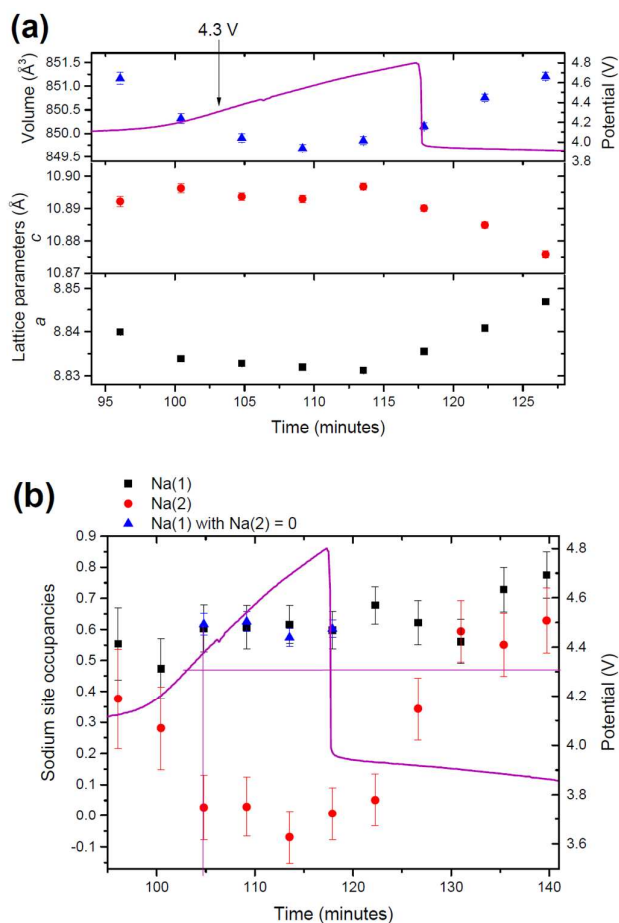 (a)
4.3 V
Volume (Å³)
851.5
851.0
850.5
850.0
849.5
4.8
4.6
4.4
4.2
4.0
3.8
Potential (V)
Lattice parameters (Å)
c
10.90
10.89
10.88
10.87
a
8.85
8.84
8.83
95 100 105 110 115 120 125
Time (minutes)
(b)
Na(1)
Na(2)
Na(1) with Na(2) = 0
Sodium site occupancies
0.9
0.8
0.7
0.6
0.5
0.4
0.3
0.2
0.1
0.0
-0.1
4.8
4.6
4.4
4.2
4.0
3.8
3.6
Potential (V)
100 110 120 130 140
Time (minutes)